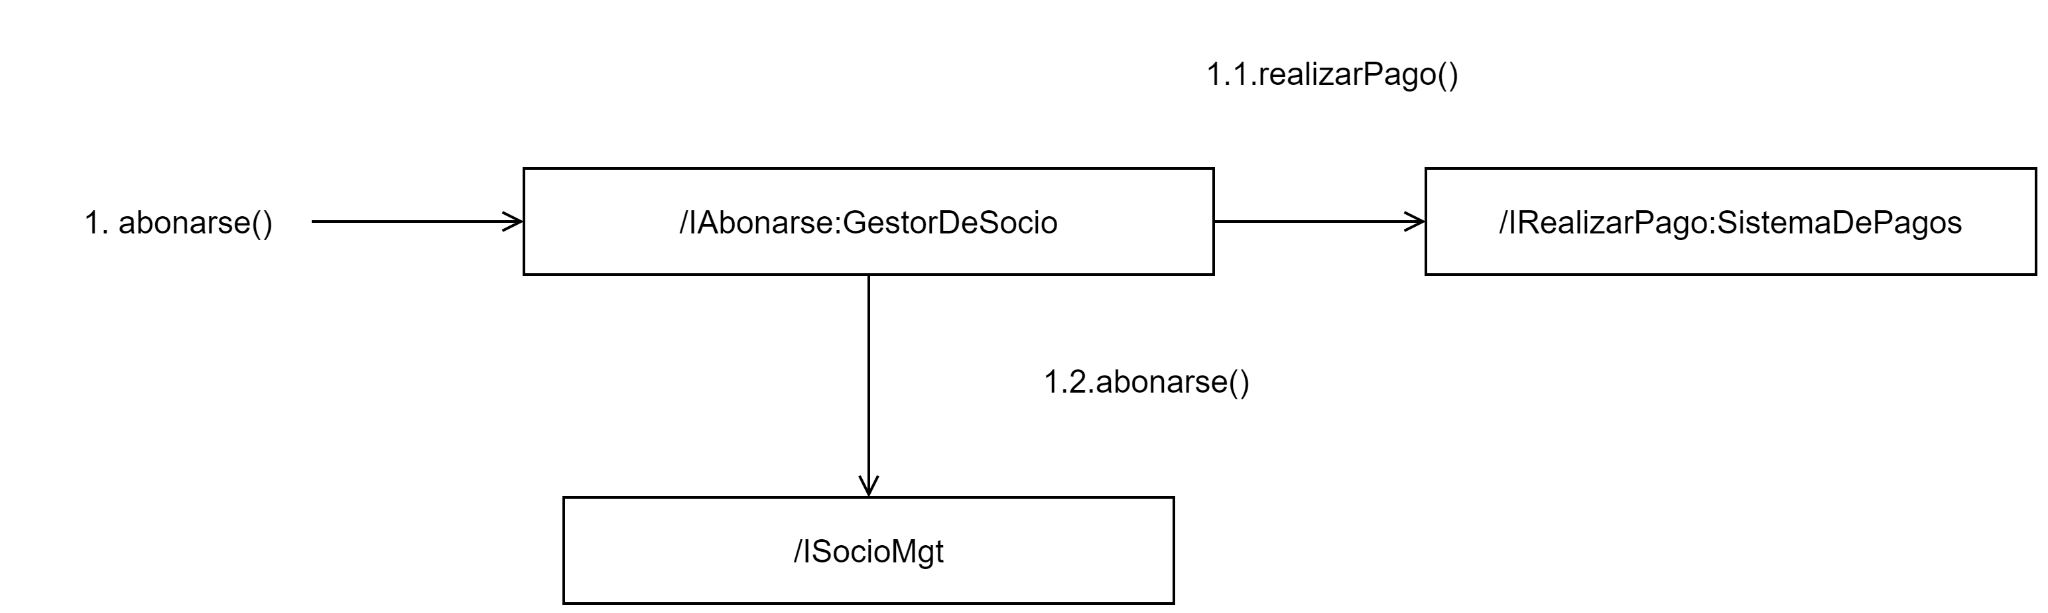 1.1.realizarPago()
1. abonarse()
/IAbonarse:GestorDeSocio
/IRealizarPago:SistemaDePagos
1.2.abonarse()
/ISocioMgt